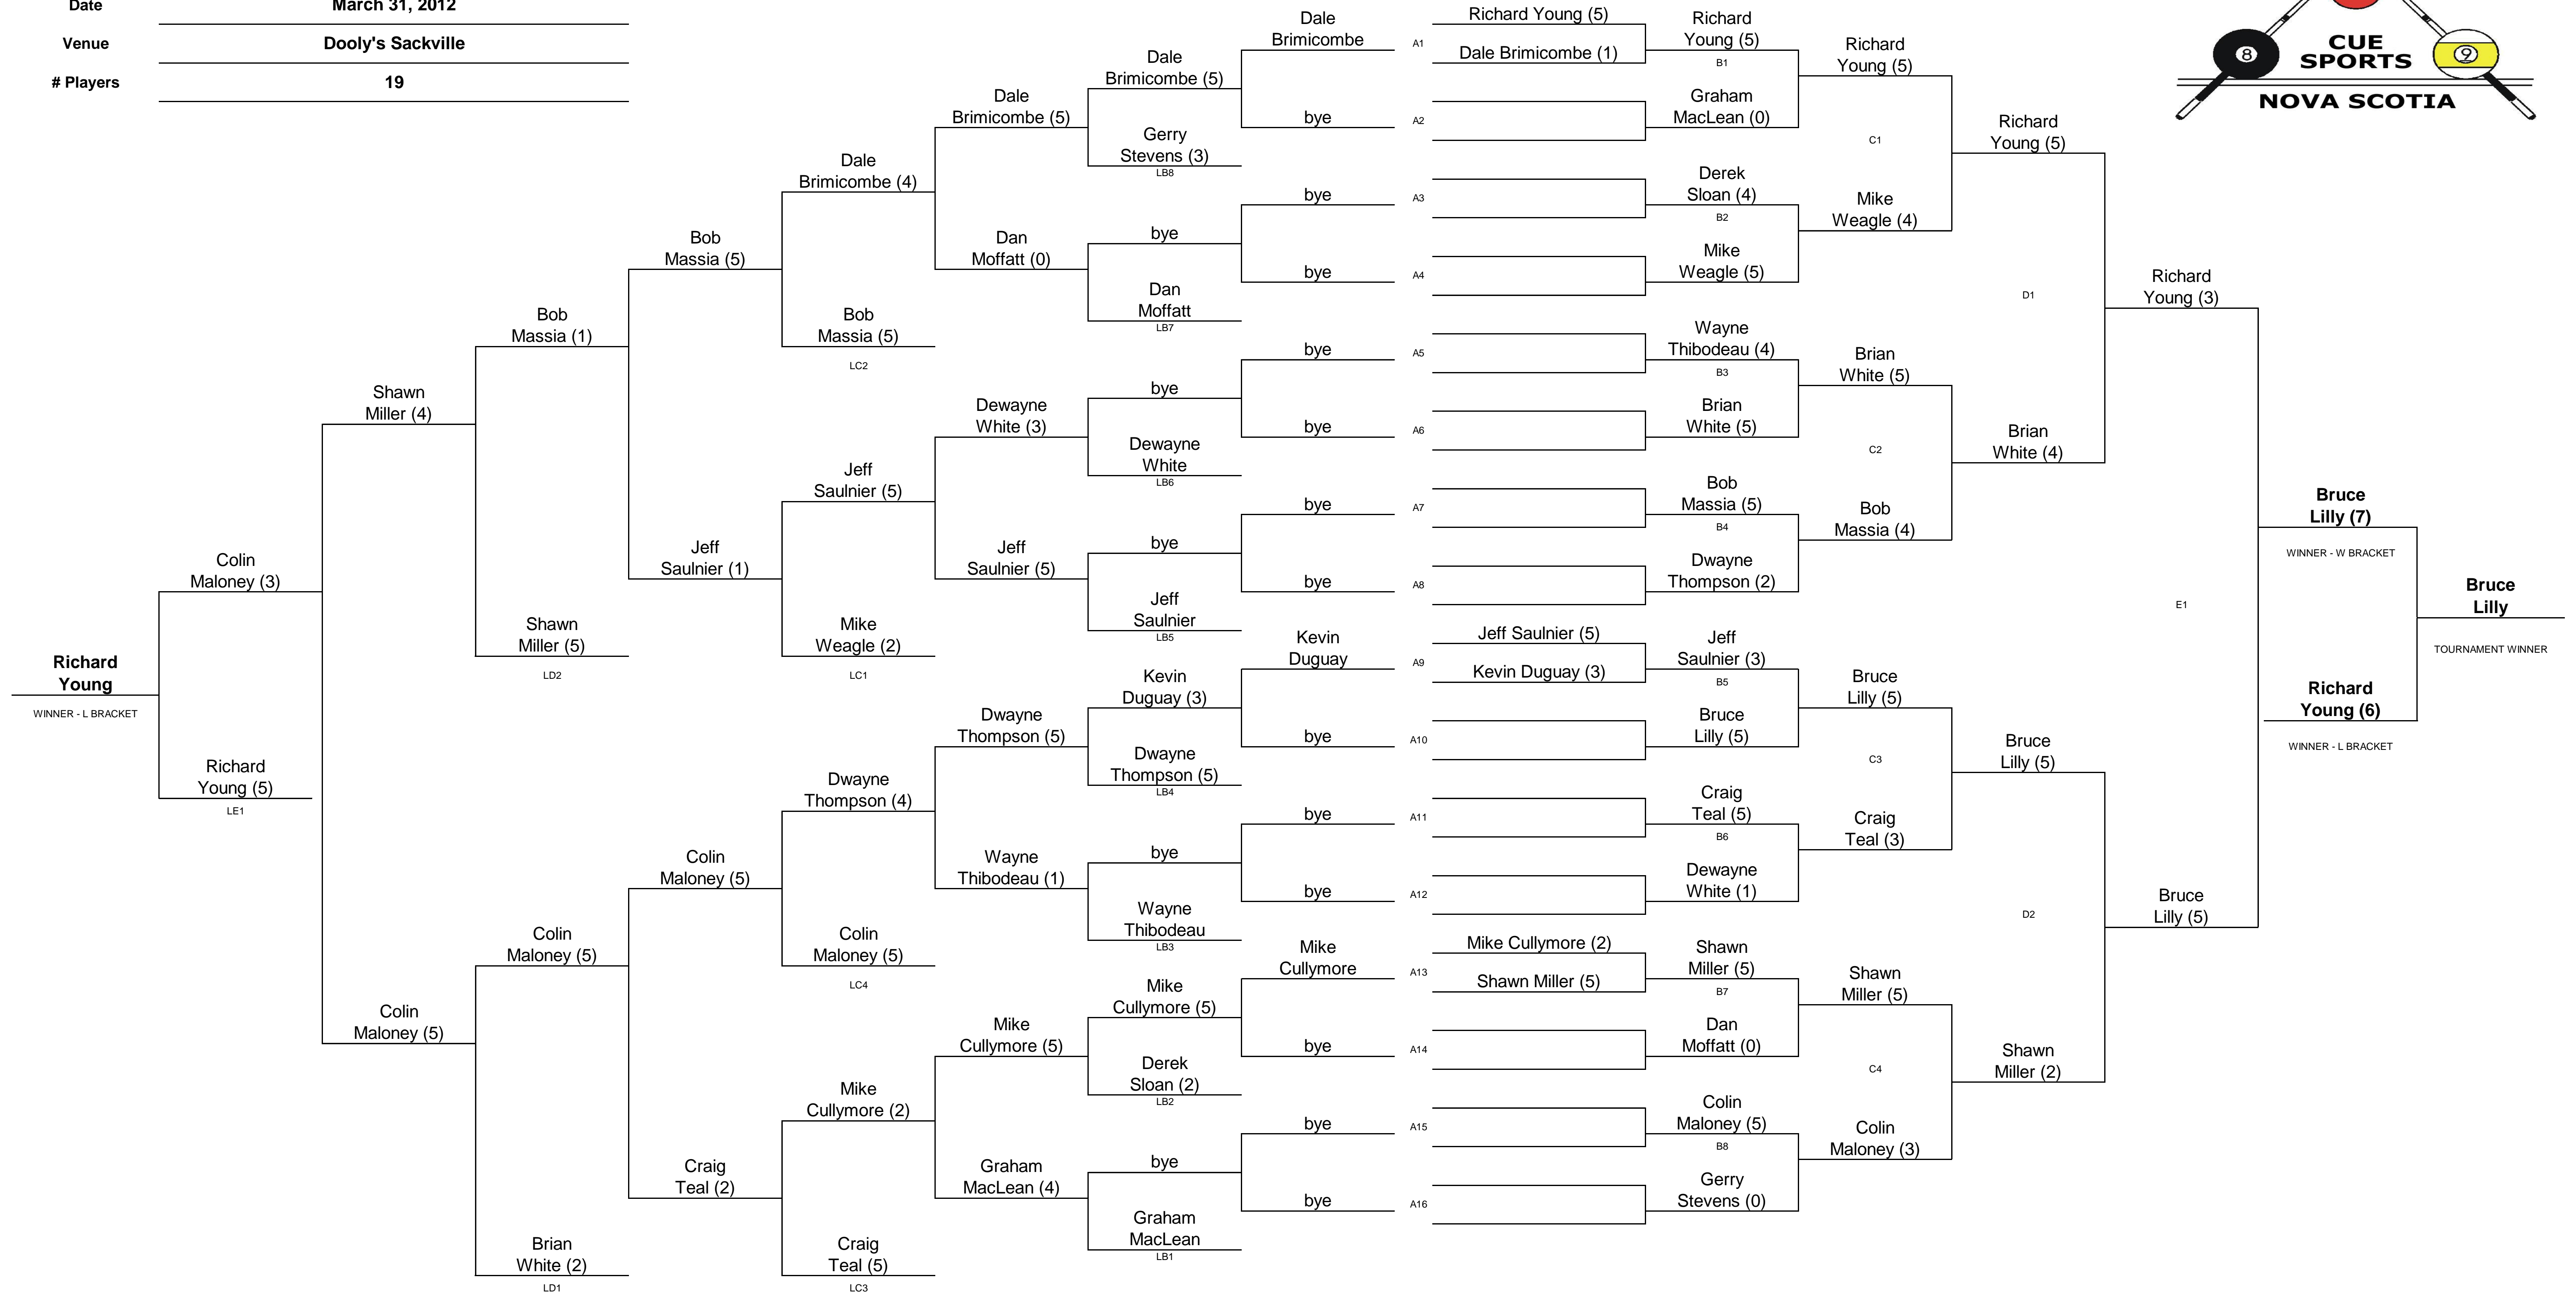 Date
March 31, 2012
Venue
Dooly's Sackville
# Players
19
8
9
CUE
SPORTS
NOVA SCOTIA
Richard
Young
WINNER - L BRACKET
Colin
Maloney (3)
Richard
Young (5)
LE1
Shawn
Miller (4)
Colin
Maloney (5)
Bob
Massia (1)
Shawn
Miller (5)
LD2
Colin
Maloney (5)
Brian
White (2)
LD1
Bob
Massia (5)
Jeff
Saulnier (1)
Colin
Maloney (5)
Craig
Teal (2)
Dale
Brimicombe (4)
Bob
Massia (5)
LC2
Jeff
Saulnier (5)
Mike
Weagle (2)
LC1
Dwayne
Thompson (4)
Colin
Maloney (5)
LC4
Mike
Cullymore (2)
Craig
Teal (5)
LC3
Dale
Brimicombe (5)
Dan
Moffatt (0)
Dewayne
White (3)
Jeff
Saulnier (5)
Dwayne
Thompson (5)
Wayne
Thibodeau (1)
Mike
Cullymore (5)
Graham
MacLean (4)
Dale
Brimicombe (5)
Gerry
Stevens (3)
LB8
bye
Dan
Moffatt
LB7
bye
Dewayne
White
LB6
bye
Jeff
Saulnier
LB5
Kevin
Duguay (3)
Dwayne
Thompson (5)
LB4
bye
Wayne
Thibodeau
LB3
Mike
Cullymore (5)
Derek
Sloan (2)
LB2
bye
Graham
MacLean
LB1
Dale
Brimicombe
bye
bye
bye
bye
bye
bye
bye
Kevin
Duguay
bye
bye
bye
Mike
Cullymore
bye
bye
bye
A1
A2
A3
A4
A5
A6
A7
A8
A9
A10
A11
A12
A13
A14
A15
A16
Richard Young (5)
Dale Brimicombe (1)
Jeff Saulnier (5)
Kevin Duguay (3)
Mike Cullymore (2)
Shawn Miller (5)
Richard
Young (5)
B1
Graham
MacLean (0)
Derek
Sloan (4)
B2
Mike
Weagle (5)
Wayne
Thibodeau (4)
B3
Brian
White (5)
Bob
Massia (5)
B4
Dwayne
Thompson (2)
Jeff
Saulnier (3)
B5
Bruce
Lilly (5)
Craig
Teal (5)
B6
Dewayne
White (1)
Shawn
Miller (5)
B7
Dan
Moffatt (0)
Colin
Maloney (5)
B8
Gerry
Stevens (0)
Richard
Young (5)
C1
Mike
Weagle (4)
Brian
White (5)
C2
Bob
Massia (4)
Bruce
Lilly (5)
C3
Craig
Teal (3)
Shawn
Miller (5)
C4
Colin
Maloney (3)
Richard
Young (5)
D1
Brian
White (4)
Bruce
Lilly (5)
D2
Shawn
Miller (2)
Richard
Young (3)
E1
Bruce
Lilly (5)
Bruce
Lilly (7)
WINNER - W BRACKET
Richard
Young (6)
WINNER - L BRACKET
Bruce
Lilly
TOURNAMENT WINNER